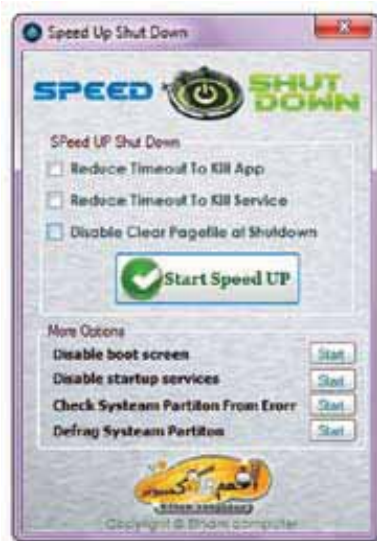 Speed Up Shut Down
SPEED SHUT
DOWN
SPeed UP Shut Down
Reduce Timeout To Kill App
Reduce Timeout To Kill Service
Disable Clear Pagefile at Shutdown
Start Speed UP
More Options
Disable boot screen Start
Disable startup services Start
Check Systeam Partiton From Erorr Start
Defrag Systeam Partiton Start
Copyright © Elham computer